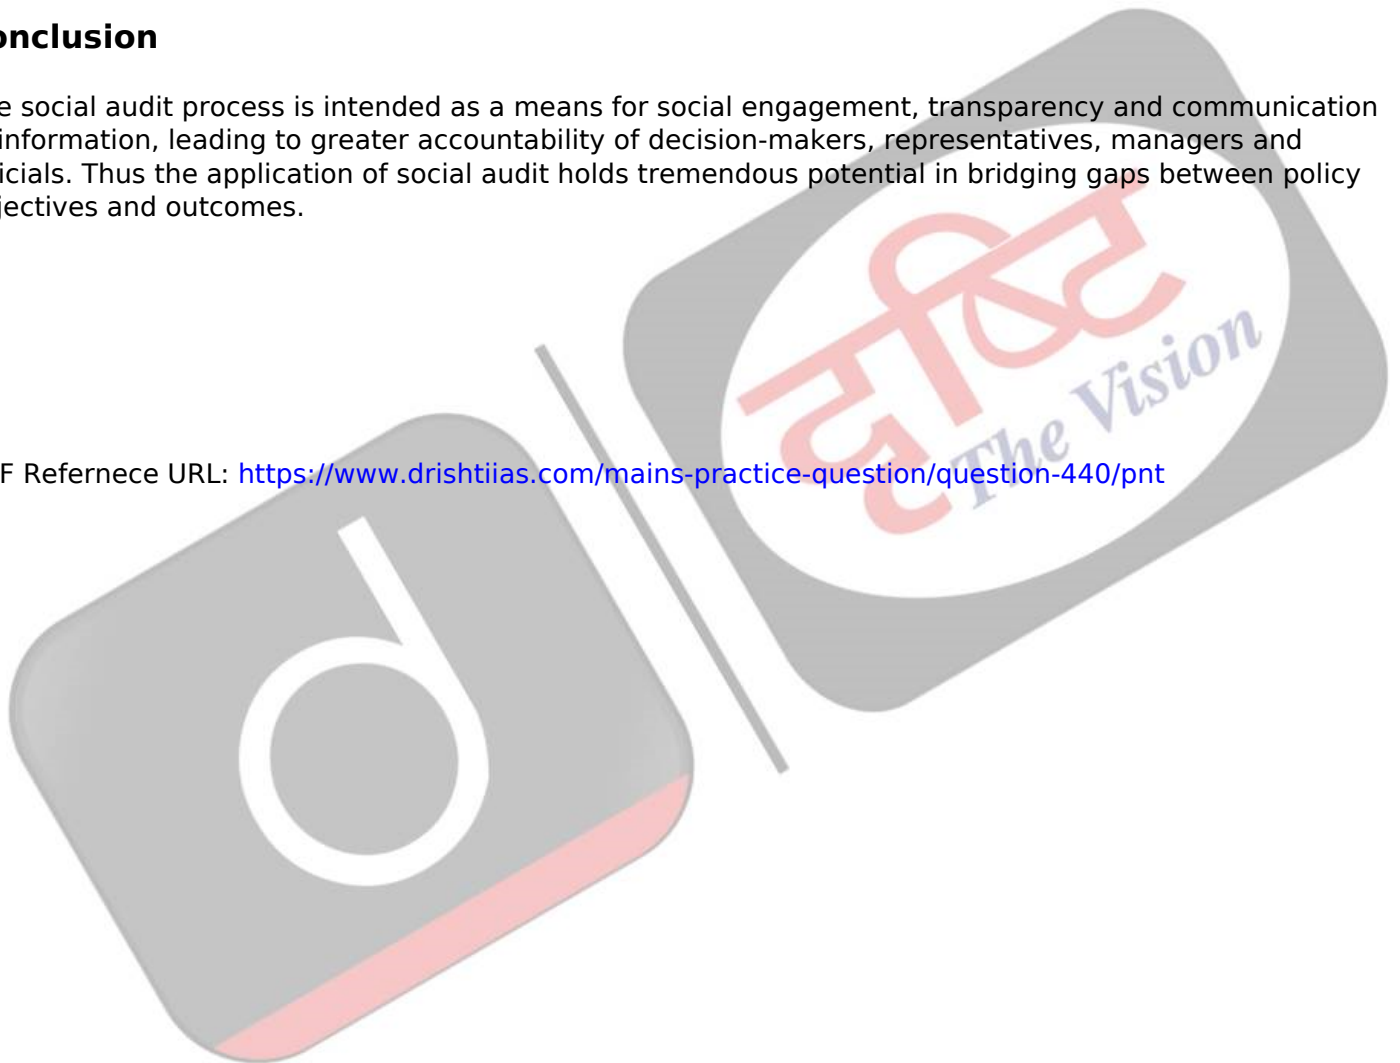 onclusion
e social audit process is intended as a means for social engagement, transparency and communication
information, leading to greater accountability of decision-makers, representatives, managers and
icials. Thus the application of social audit holds tremendous potential in bridging gaps between policy
jectives and outcomes.
दृष्टि
The Vision
F Refernece URL: https://www.drishtiias.com/mains-practice-question/question-440/pnt
d